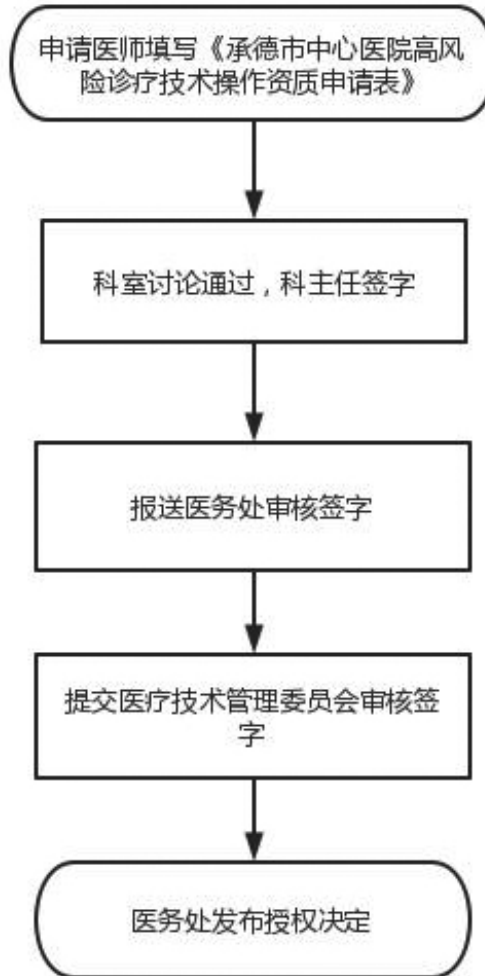 申请医师填写《承德市中心医院高风
险诊疗技术操作资质申请表》
科室讨论通过，科主任签字
报送医务处审核签字
提交医疗技术管理委员会审核签
字
医务处发布授权决定